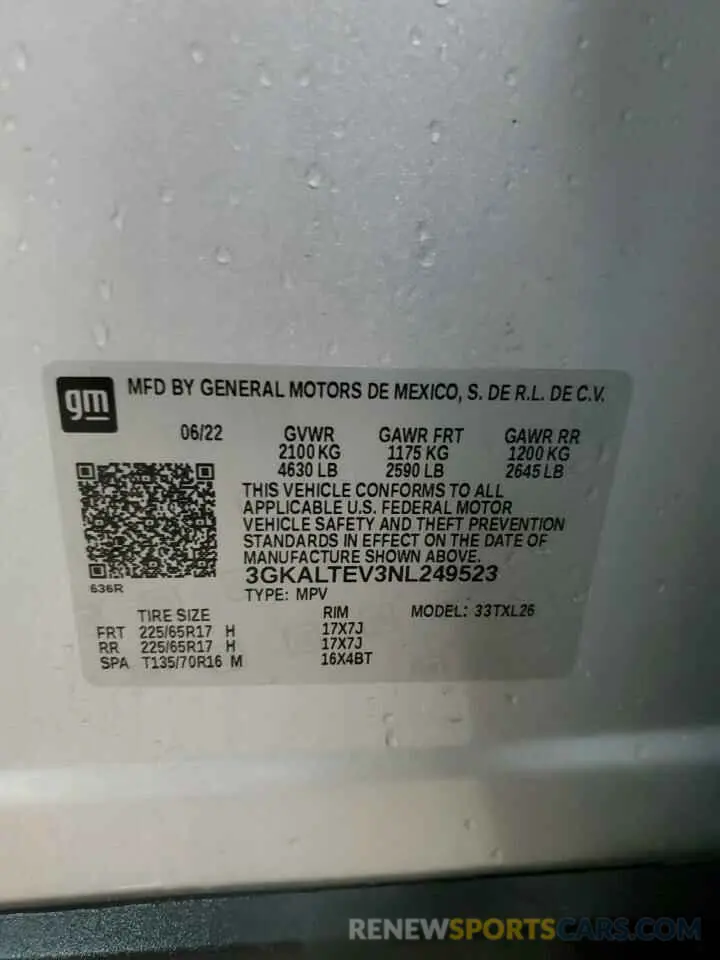 gm
MFD BY GENERAL MOTORS DE MEXICO, S. DE R.L. DE C.V.
06/22 GVWR GAWR FRT GAWR RR
2100 KG 1175 KG 1200 KG
4630 LB 2590 LB 2645 LB
THIS VEHICLE CONFORMS TO ALL
APPLICABLE U.S. FEDERAL MOTOR
VEHICLE SAFETY AND THEFT PREVENTION
STANDARDS IN EFFECT ON THE DATE OF
MANUFACTURE SHOWN ABOVE.
3GKALTEV3NL249523
636R
TYPE: MPV
TIRE SIZE RIM MODEL: 33TXL26
FRT 225/65R17 H 17X7J
RR 225/65R17 H 17X7J
SPA T135/70R16 M 16X4BT
RENEWSPORTSCARS.COM